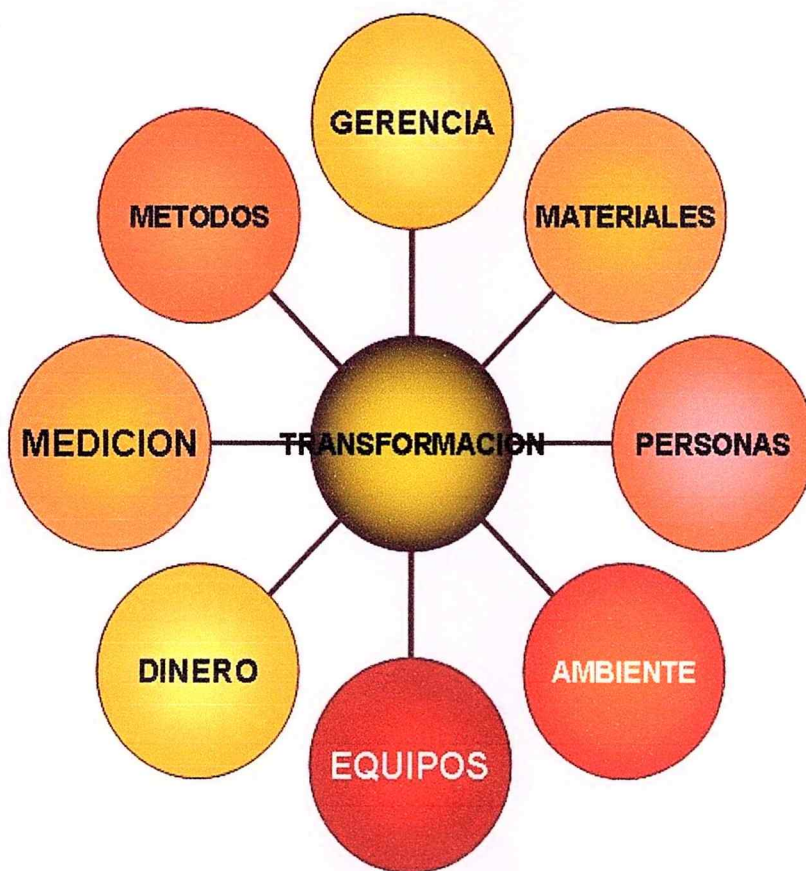 GERENCIA
METODOS
MATERIALES
MEDICION
TRANSFORMACION
PERSONAS
DINERO
AMBIENTE
EQUIPOS